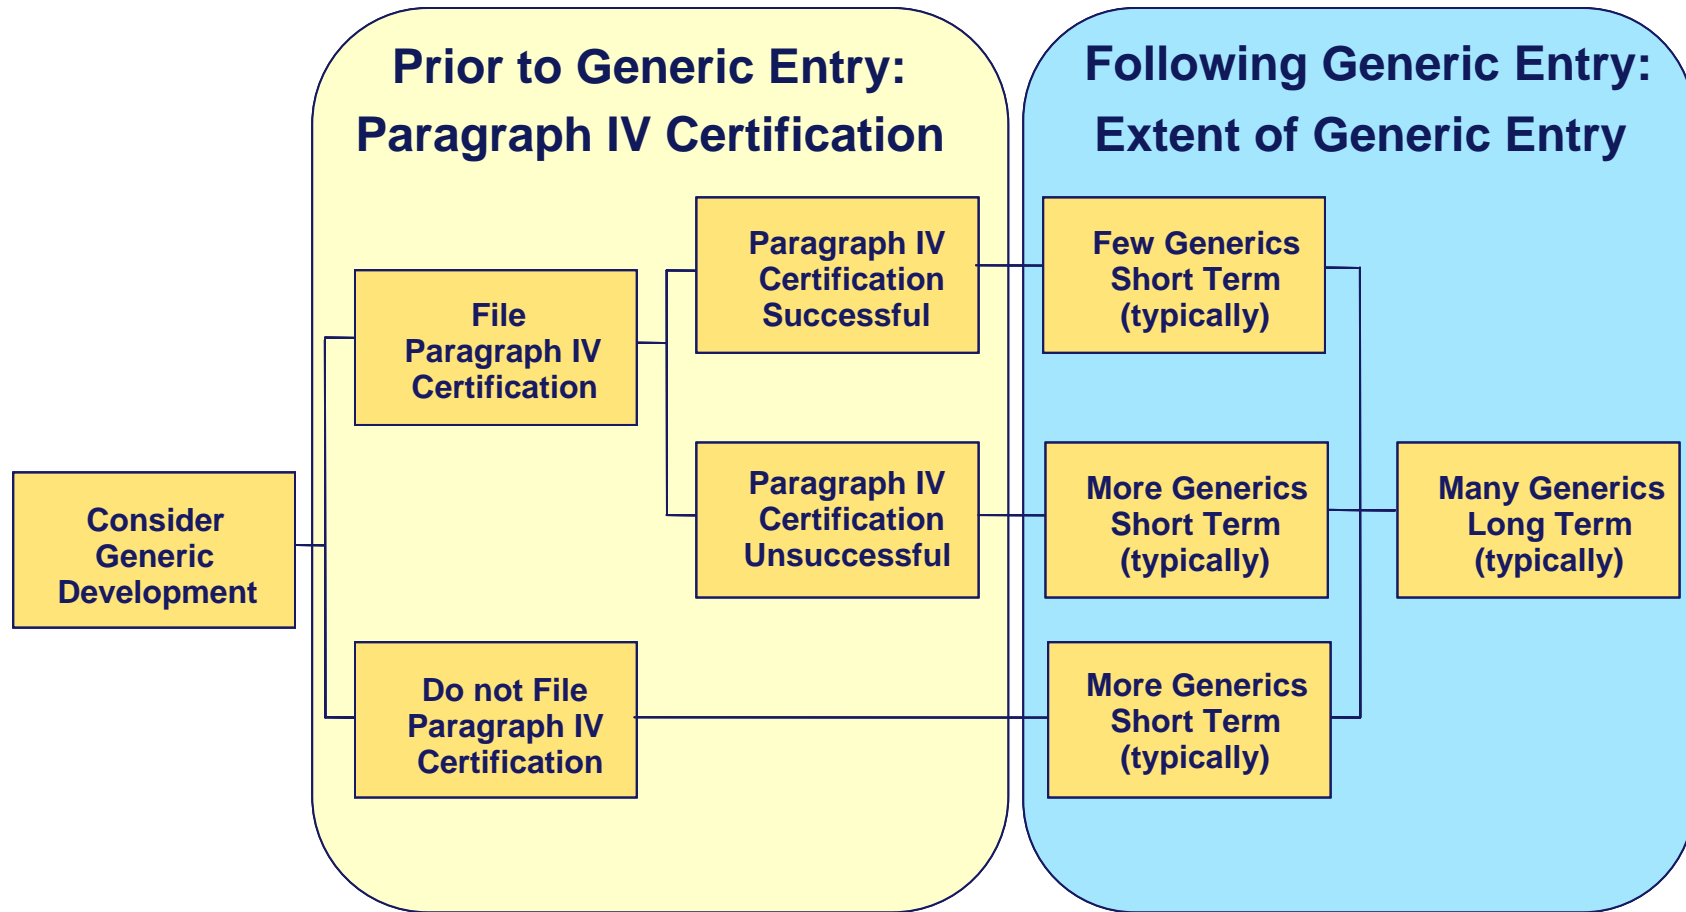 Prior to Generic Entry:
Paragraph IV Certification
Following Generic Entry:
Extent of Generic Entry
Consider
Generic
Development
File
Paragraph IV
Certification
Do not File
Paragraph IV
Certification
Paragraph IV
Certification
Successful
Paragraph IV
Certification
Unsuccessful
Few Generics
Short Term
(typically)
More Generics
Short Term
(typically)
More Generics
Short Term
(typically)
Many Generics
Long Term
(typically)